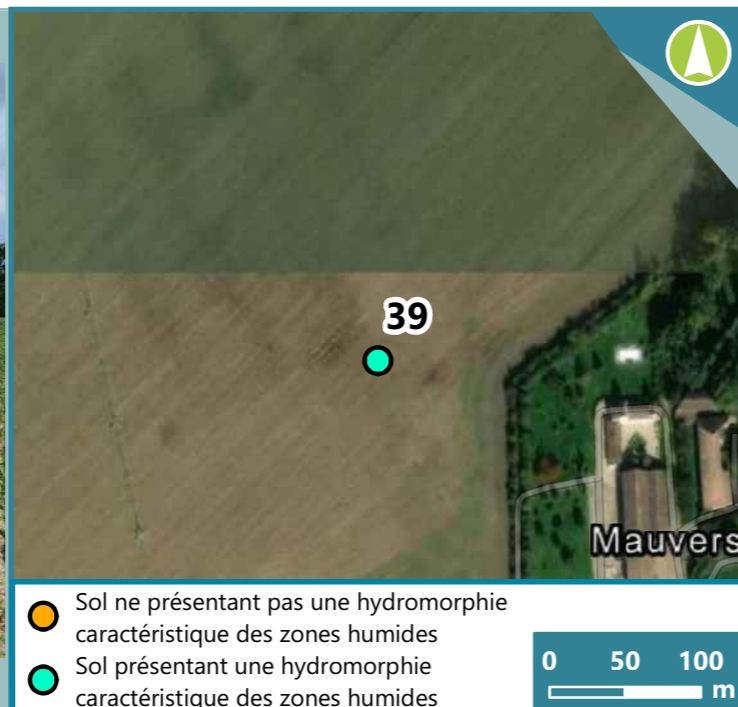 39
Mauvers
Sol ne présentant pas une hydromorphie
caractéristique des zones humides
Sol présentant une hydromorphie
caractéristique des zones humides
0 50 100
m